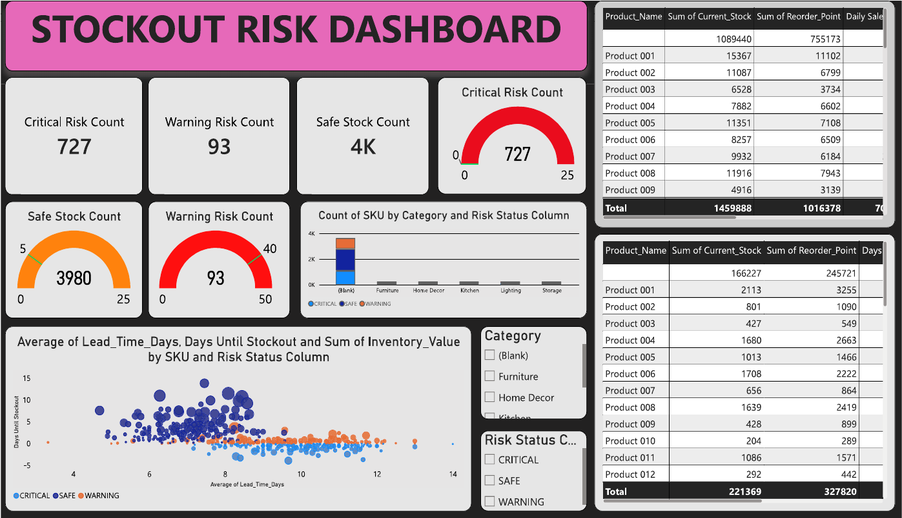 STOCKOUT RISK DASHBOARD
Critical Risk Count
727
Warning Risk Count
93
Safe Stock Count
4K
Critical Risk Count
727
0
0
25
Safe Stock Count
5
3980
0
25
Warning Risk Count
40
93
0
50
Count of SKU by Category and Risk Status Column
4K
2K
0K
(Blank) Furniture Home Decor Kitchen Lighting Storage
CRITICAL SAFE WARNING
Average of Lead_Time_Days, Days Until Stockout and Sum of Inventory_Value
by SKU and Risk Status Column
Days Until Stockout
15
10
5
0
-5
4 6 8 10 12 14
Average of Lead_Time_Days
CRITICAL SAFE WARNING
Category
(Blank)
Furniture
Home Decor
Kitchen
Risk Status C...
CRITICAL
SAFE
WARNING
Product_Name Sum of Current_Stock Sum of Reorder_Point Daily Sale
1089440 755173
Product 001 15367 11102
Product 002 11087 6799
Product 003 6528 3734
Product 004 7882 6602
Product 005 11351 7108
Product 006 8257 6509
Product 007 9932 6184
Product 008 11916 7943
Product 009 4916 3139
Total 1459888 1016378 70
Product_Name Sum of Current_Stock Sum of Reorder_Point Days
166227 245721
Product 001 2113 3255
Product 002 801 1090
Product 003 427 549
Product 004 1680 2663
Product 005 1013 1466
Product 006 1708 2222
Product 007 656 864
Product 008 1639 2419
Product 009 428 899
Product 010 204 289
Product 011 1086 1571
Product 012 292 442
Total 221369 327820